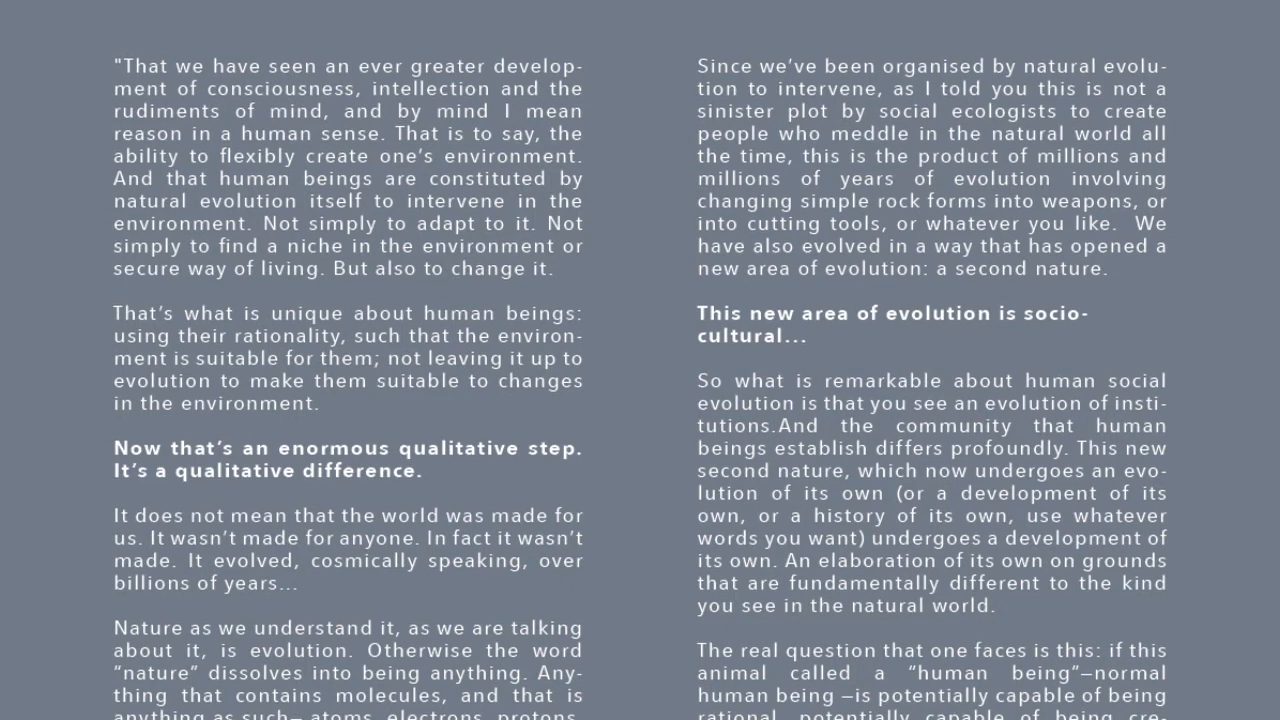 "That we have seen an ever greater develop-
ment of consciousness, intellection and the
rudiments of mind, and by mind I mean
reason in a human sense. That is to say, the
ability to flexibly create one’s environment.
And that human beings are constituted by
natural evolution itself to intervene in the
environment. Not simply to adapt to it. Not
simply to find a niche in the environment or
secure way of living. But also to change it.
That’s what is unique about human beings:
using their rationality, such that the environ-
ment is suitable for them; not leaving it up to
evolution to make them suitable to changes
in the environment.
Now that’s an enormous qualitative step.
It’s a qualitative difference.
It does not mean that the world was made for
us. It wasn’t made for anyone. In fact it wasn’t
made. It evolved, cosmically speaking, over
billions of years...
Nature as we understand it, as we are talking
about it, is evolution. Otherwise the word
“nature” dissolves into being anything. Any-
thing that contains molecules, and that is
anything as such— atoms, electrons, protons,
Since we’ve been organised by natural evolu-
tion to intervene, as I told you this is not a
sinister plot by social ecologists to create
people who meddle in the natural world all
the time, this is the product of millions and
millions of years of evolution involving
changing simple rock forms into weapons, or
into cutting tools, or whatever you like.  We
have also evolved in a way that has opened a
new area of evolution: a second nature.
This new area of evolution is socio-
cultural...
So what is remarkable about human social
evolution is that you see an evolution of insti-
tutions.And the community that human
beings establish differs profoundly. This new
second nature, which now undergoes an evo-
lution of its own (or a development of its
own, or a history of its own, use whatever
words you want) undergoes a development of
its own. An elaboration of its own on grounds
that are fundamentally different to the kind
you see in the natural world.
The real question that one faces is this: if this
animal called a “human being”—normal
human being —is potentially capable of being
rational, potentially capable of being cre-